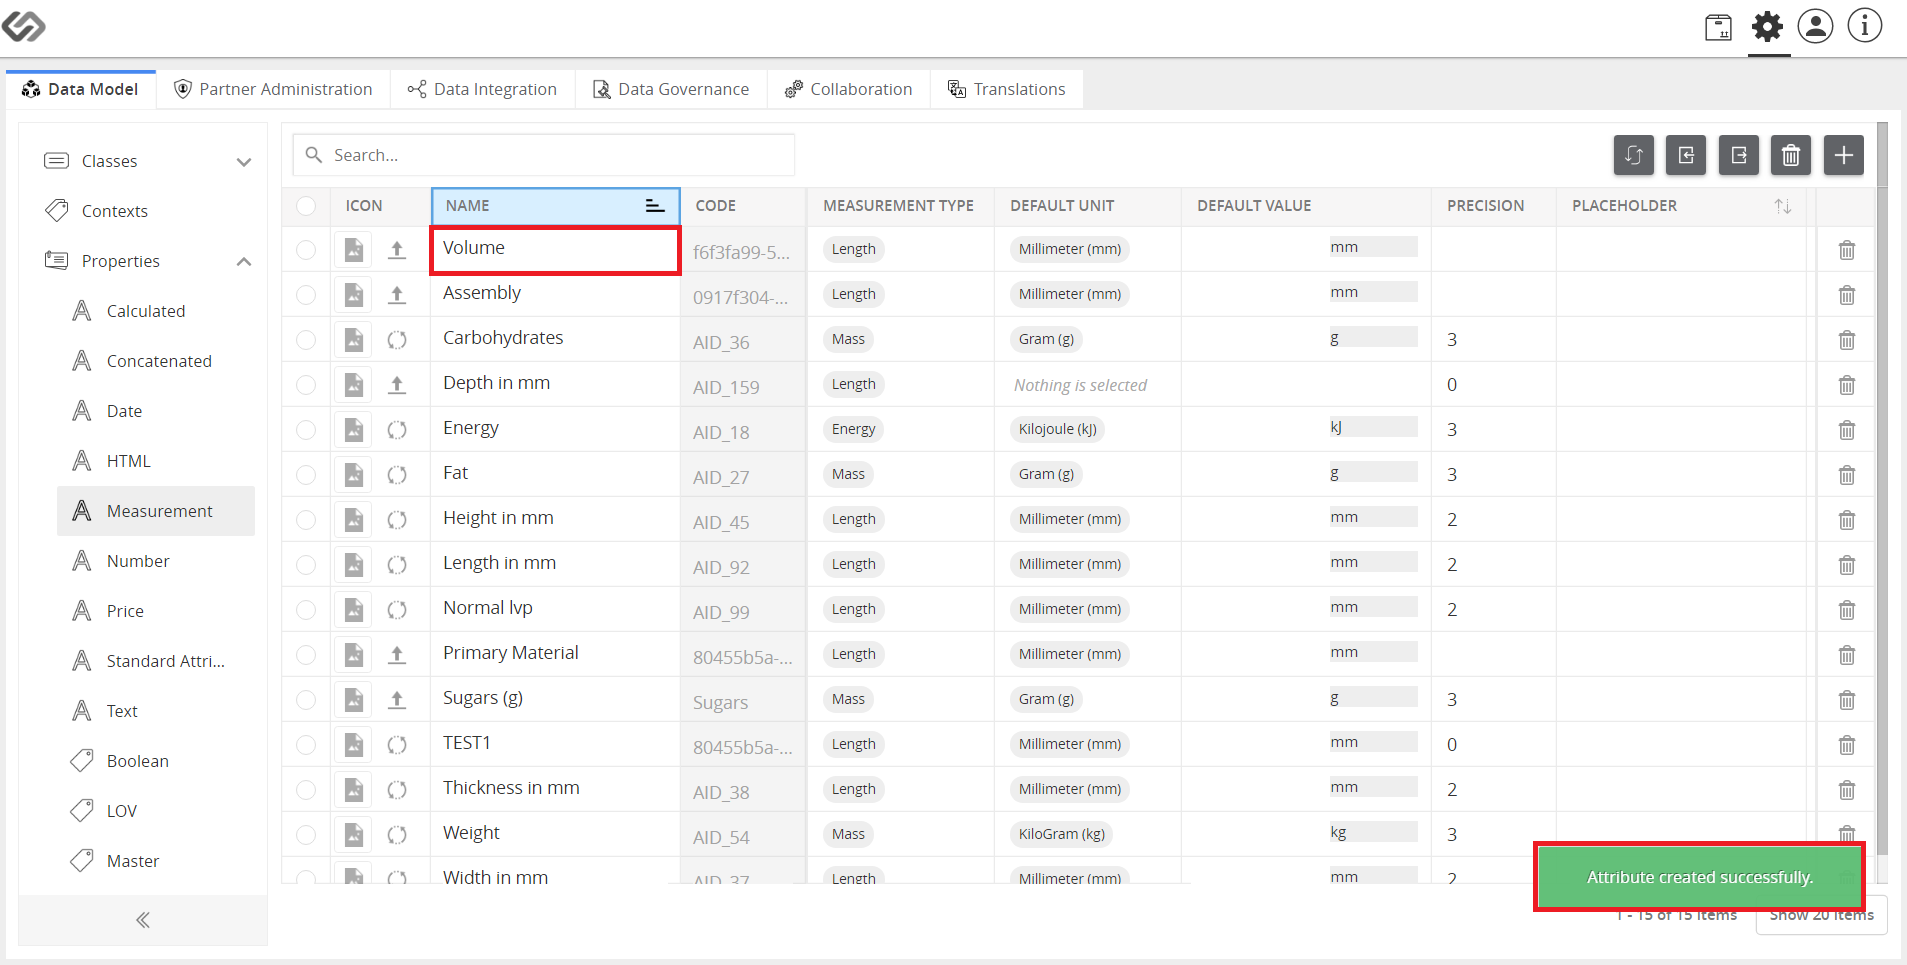 Data Model Partner Administration Data Integration Data Governance Collaboration Translations
Classes
Contexts
Properties
Calculated
Concatenated
Date
HTML
Measurement
Number
Price
Standard Attri...
Text
Boolean
LOV
Master
Search...
ICON NAME CODE MEASUREMENT TYPE DEFAULT UNIT DEFAULT VALUE PRECISION PLACEHOLDER
Volume f6f3fa99-5... Length Millimeter (mm) mm
Assembly 0917f304-... Length Millimeter (mm) mm
Carbohydrates AID_36 Mass Gram (g) g 3
Depth in mm AID_159 Length Nothing is selected 0
Energy AID_18 Energy Kilojoule (kJ) kJ 3
Fat AID_27 Mass Gram (g) g 3
Height in mm AID_45 Length Millimeter (mm) mm 2
Length in mm AID_92 Length Millimeter (mm) mm 2
Normal lvp AID_99 Length Millimeter (mm) mm 2
Primary Material 80455b5a-... Length Millimeter (mm) mm
Sugars (g) Sugars Mass Gram (g) g 3
TEST1 80455b5a-... Length Millimeter (mm) mm 0
Thickness in mm AID_38 Length Millimeter (mm) mm 2
Weight AID_54 Mass KiloGram (kg) kg 3
Width in mm AID_37 Length Millimeter (mm) mm 2
Attribute created successfully.
1 - 15 of 15 Items Show 20 Items